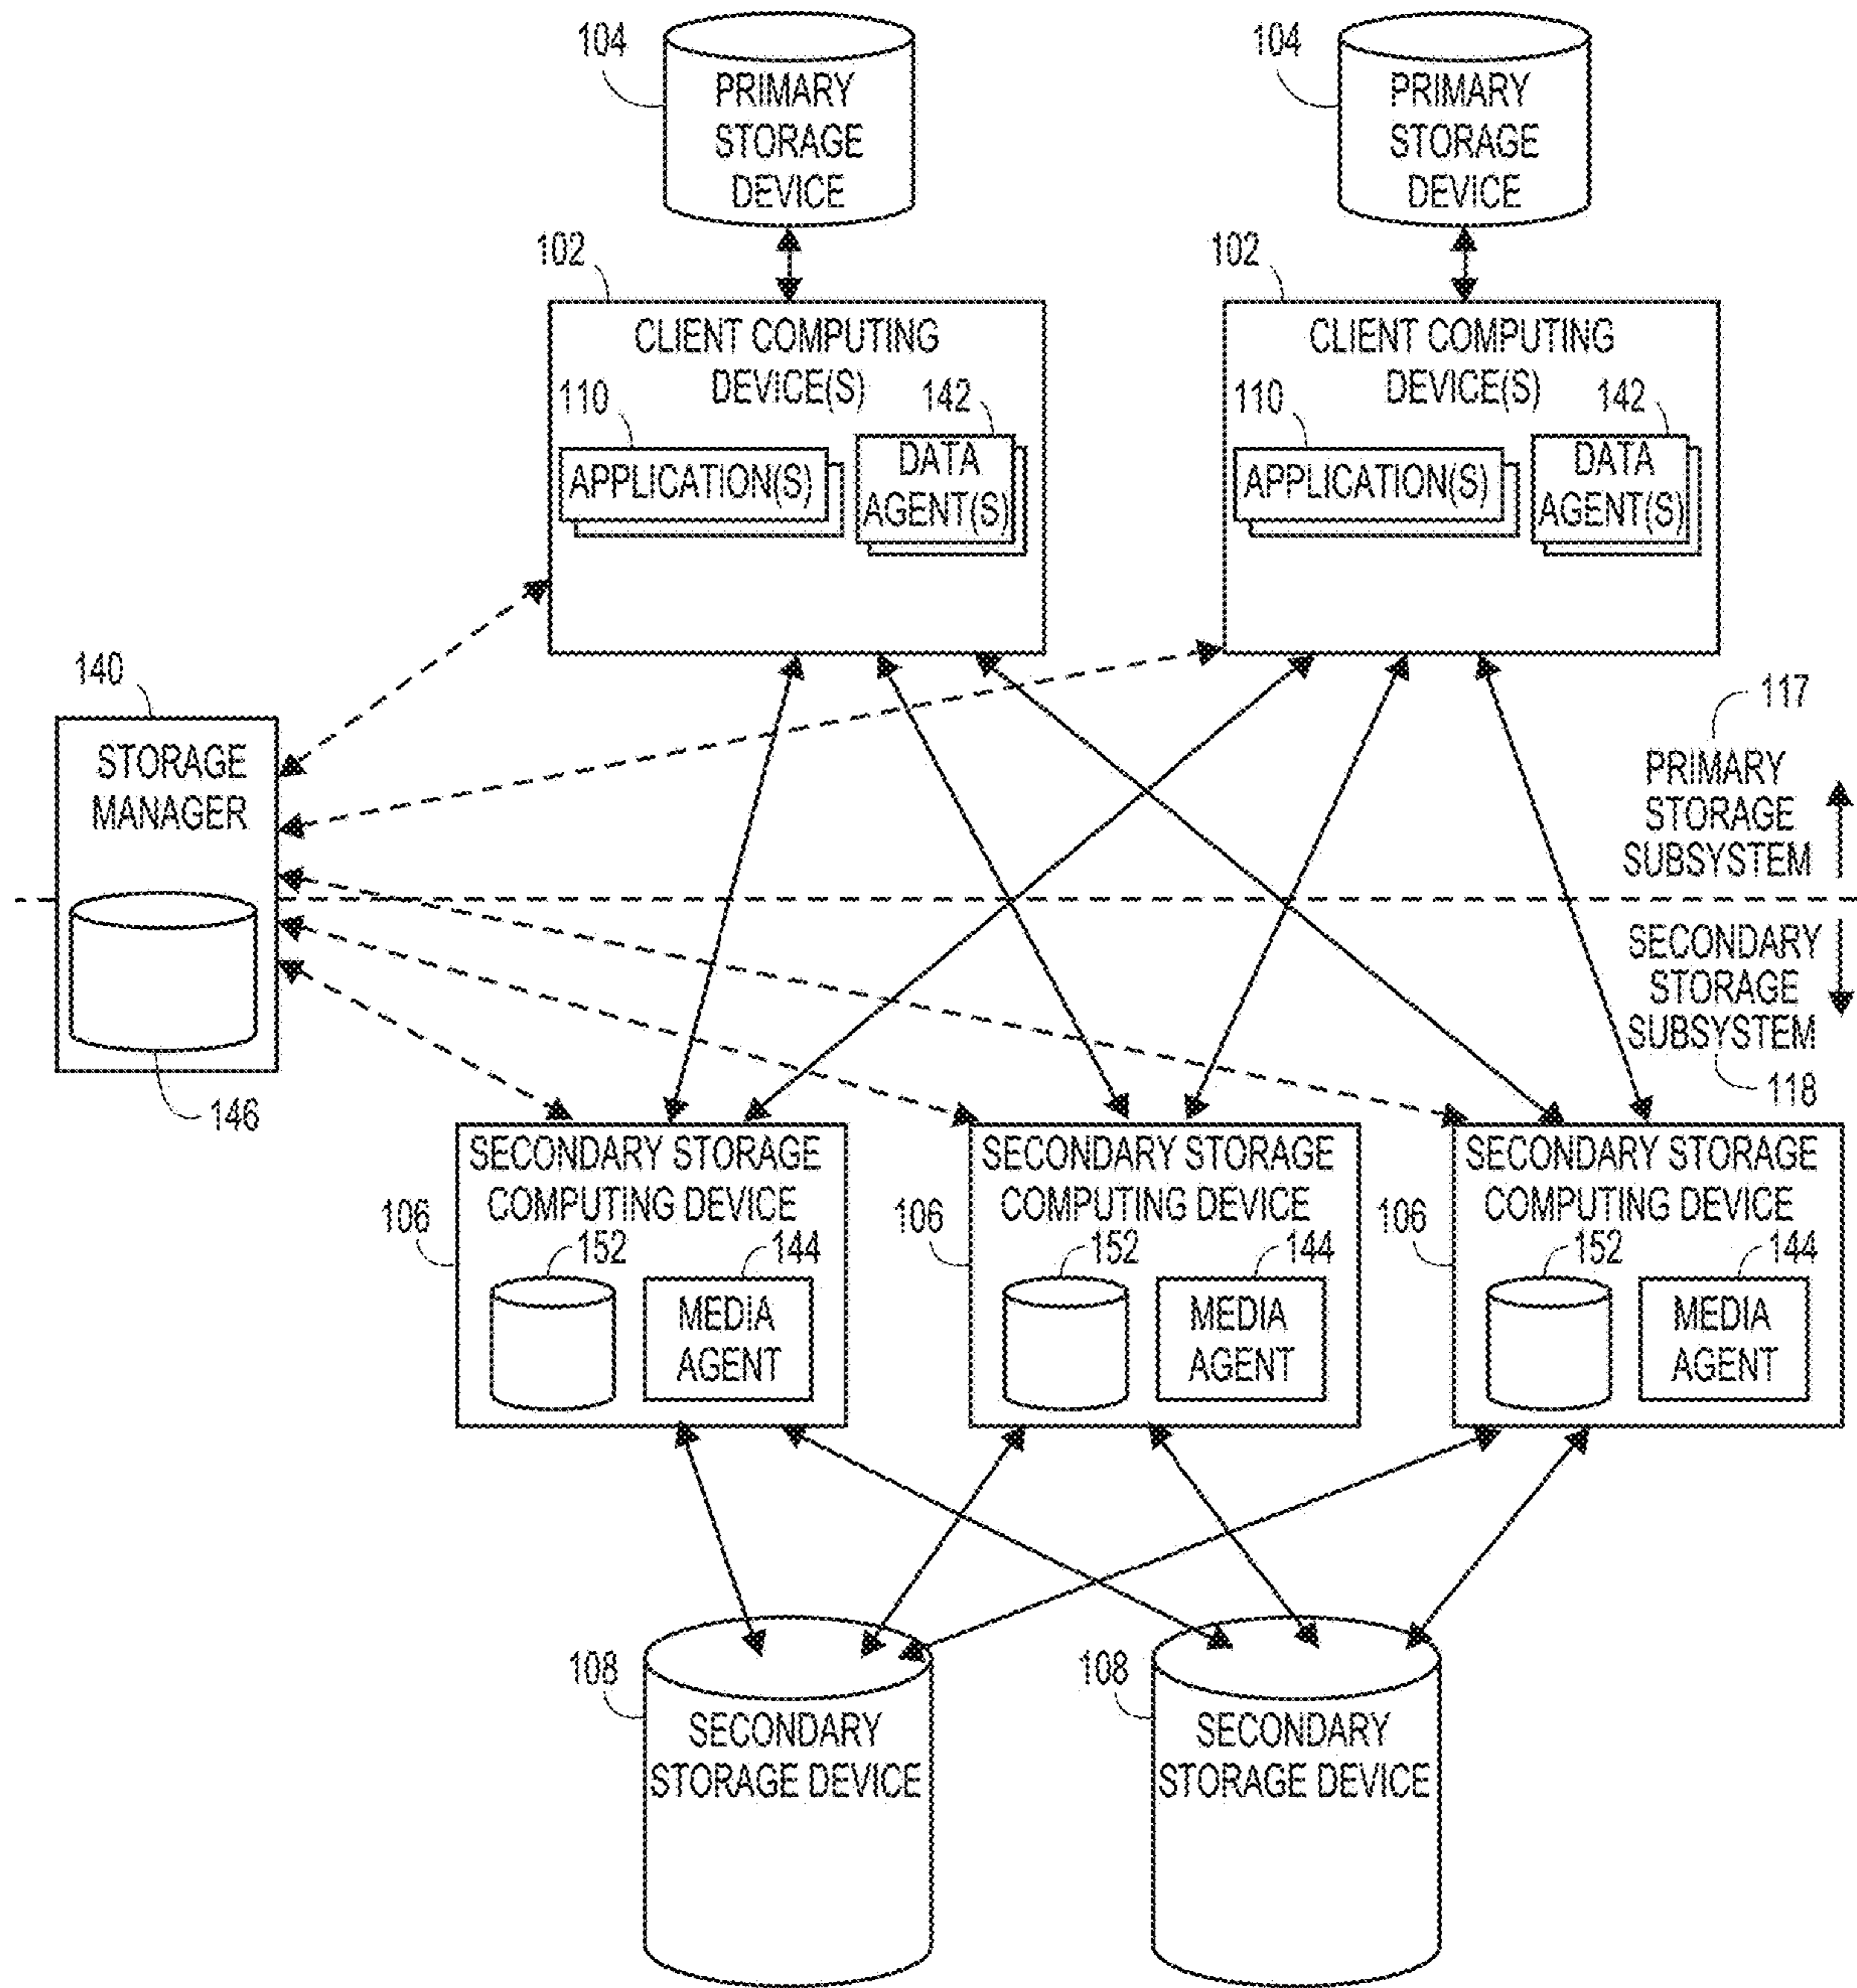 104
PRIMARY
STORAGE
DEVICE
104
PRIMARY
STORAGE
DEVICE
102
CLIENT COMPUTING
DEVICE(S)
110
APPLICATION(S)
142
DATA
AGENT(S)
102
CLIENT COMPUTING
DEVICE(S)
110
APPLICATION(S)
142
DATA
AGENT(S)
140
STORAGE
MANAGER
146
117
PRIMARY
STORAGE
SUBSYSTEM
SECONDARY
STORAGE
SUBSYSTEM
118
106
SECONDARY STORAGE
COMPUTING DEVICE
152
144
MEDIA
AGENT
106
SECONDARY STORAGE
COMPUTING DEVICE
152
144
MEDIA
AGENT
106
SECONDARY STORAGE
COMPUTING DEVICE
152
144
MEDIA
AGENT
108
SECONDARY
STORAGE DEVICE
108
SECONDARY
STORAGE DEVICE